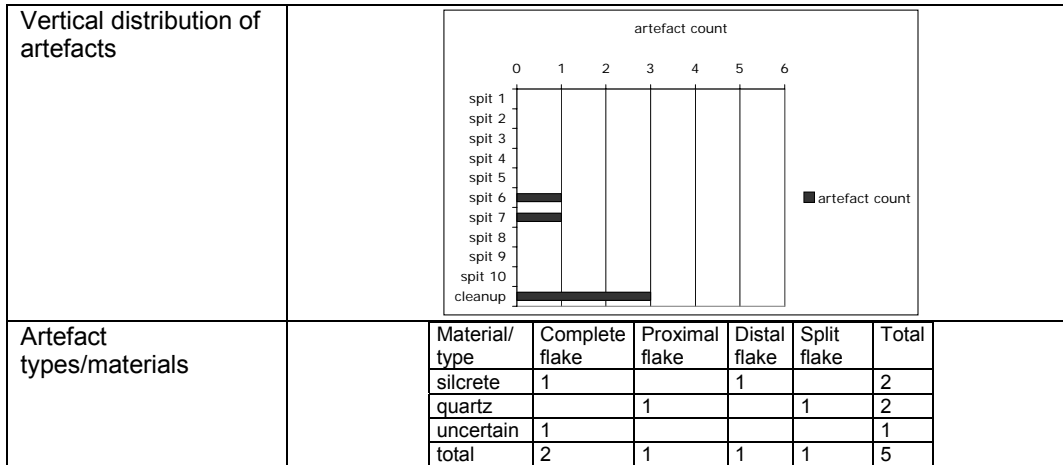 Vertical distribution of
artefacts
artefact count
0 1 2 3 4 5 6
spit 1
spit 2
spit 3
spit 4
spit 5
spit 6
spit 7
spit 8
spit 9
spit 10
cleanup
artefact count
Artefact
types/materials
Material/ Complete Proximal Distal Split Total
type flake flake flake flake
silcrete 1 1 2
quartz 1 1 2
uncertain 1 1
total 2 1 1 1 5